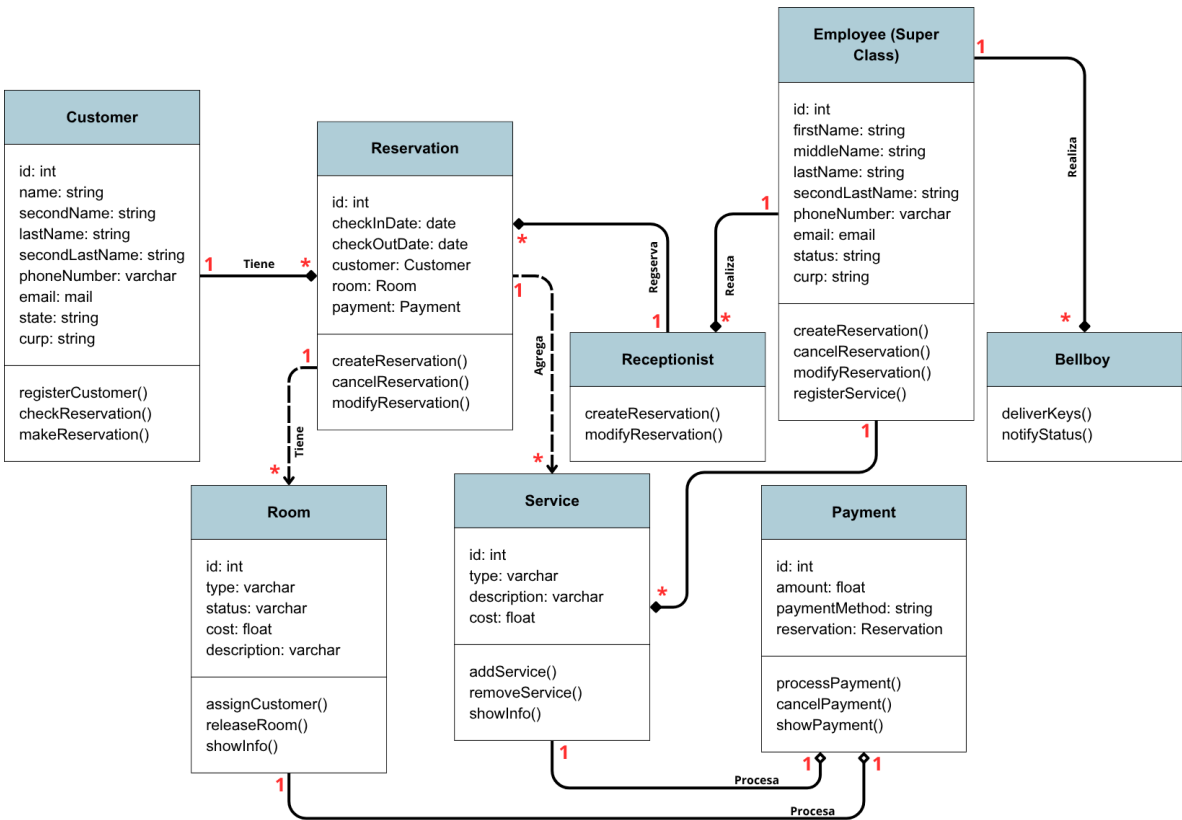 Customer
id: int
name: string
secondName: string
lastName: string
secondLastName: string
phoneNumber: varchar
email: mail
state: string
curp: string
registerCustomer()
checkReservation()
makeReservation()
1
Tiene
*
Reservation
id: int
checkInDate: date
checkOutDate: date
customer: Customer
room: Room
payment: Payment
createReservation()
cancelReservation()
modifyReservation()
*
Regserva
1
1
Agrega
*
1
Tiene
*
Employee (Super
Class)
id: int
firstName: string
middleName: string
lastName: string
secondLastName: string
phoneNumber: varchar
email: email
status: string
curp: string
createReservation()
cancelReservation()
modifyReservation()
registerService()
1
Realiza
*
1
Realiza
*
1
*
Receptionist
createReservation()
modifyReservation()
Bellboy
deliverKeys()
notifyStatus()
Room
id: int
type: varchar
status: varchar
cost: float
description: varchar
assignCustomer()
releaseRoom()
showInfo()
Service
id: int
type: varchar
description: varchar
cost: float
addService()
removeService()
showInfo()
Payment
id: int
amount: float
paymentMethod: string
reservation: Reservation
processPayment()
cancelPayment()
showPayment()
1
Procesa
1
1
Procesa
1